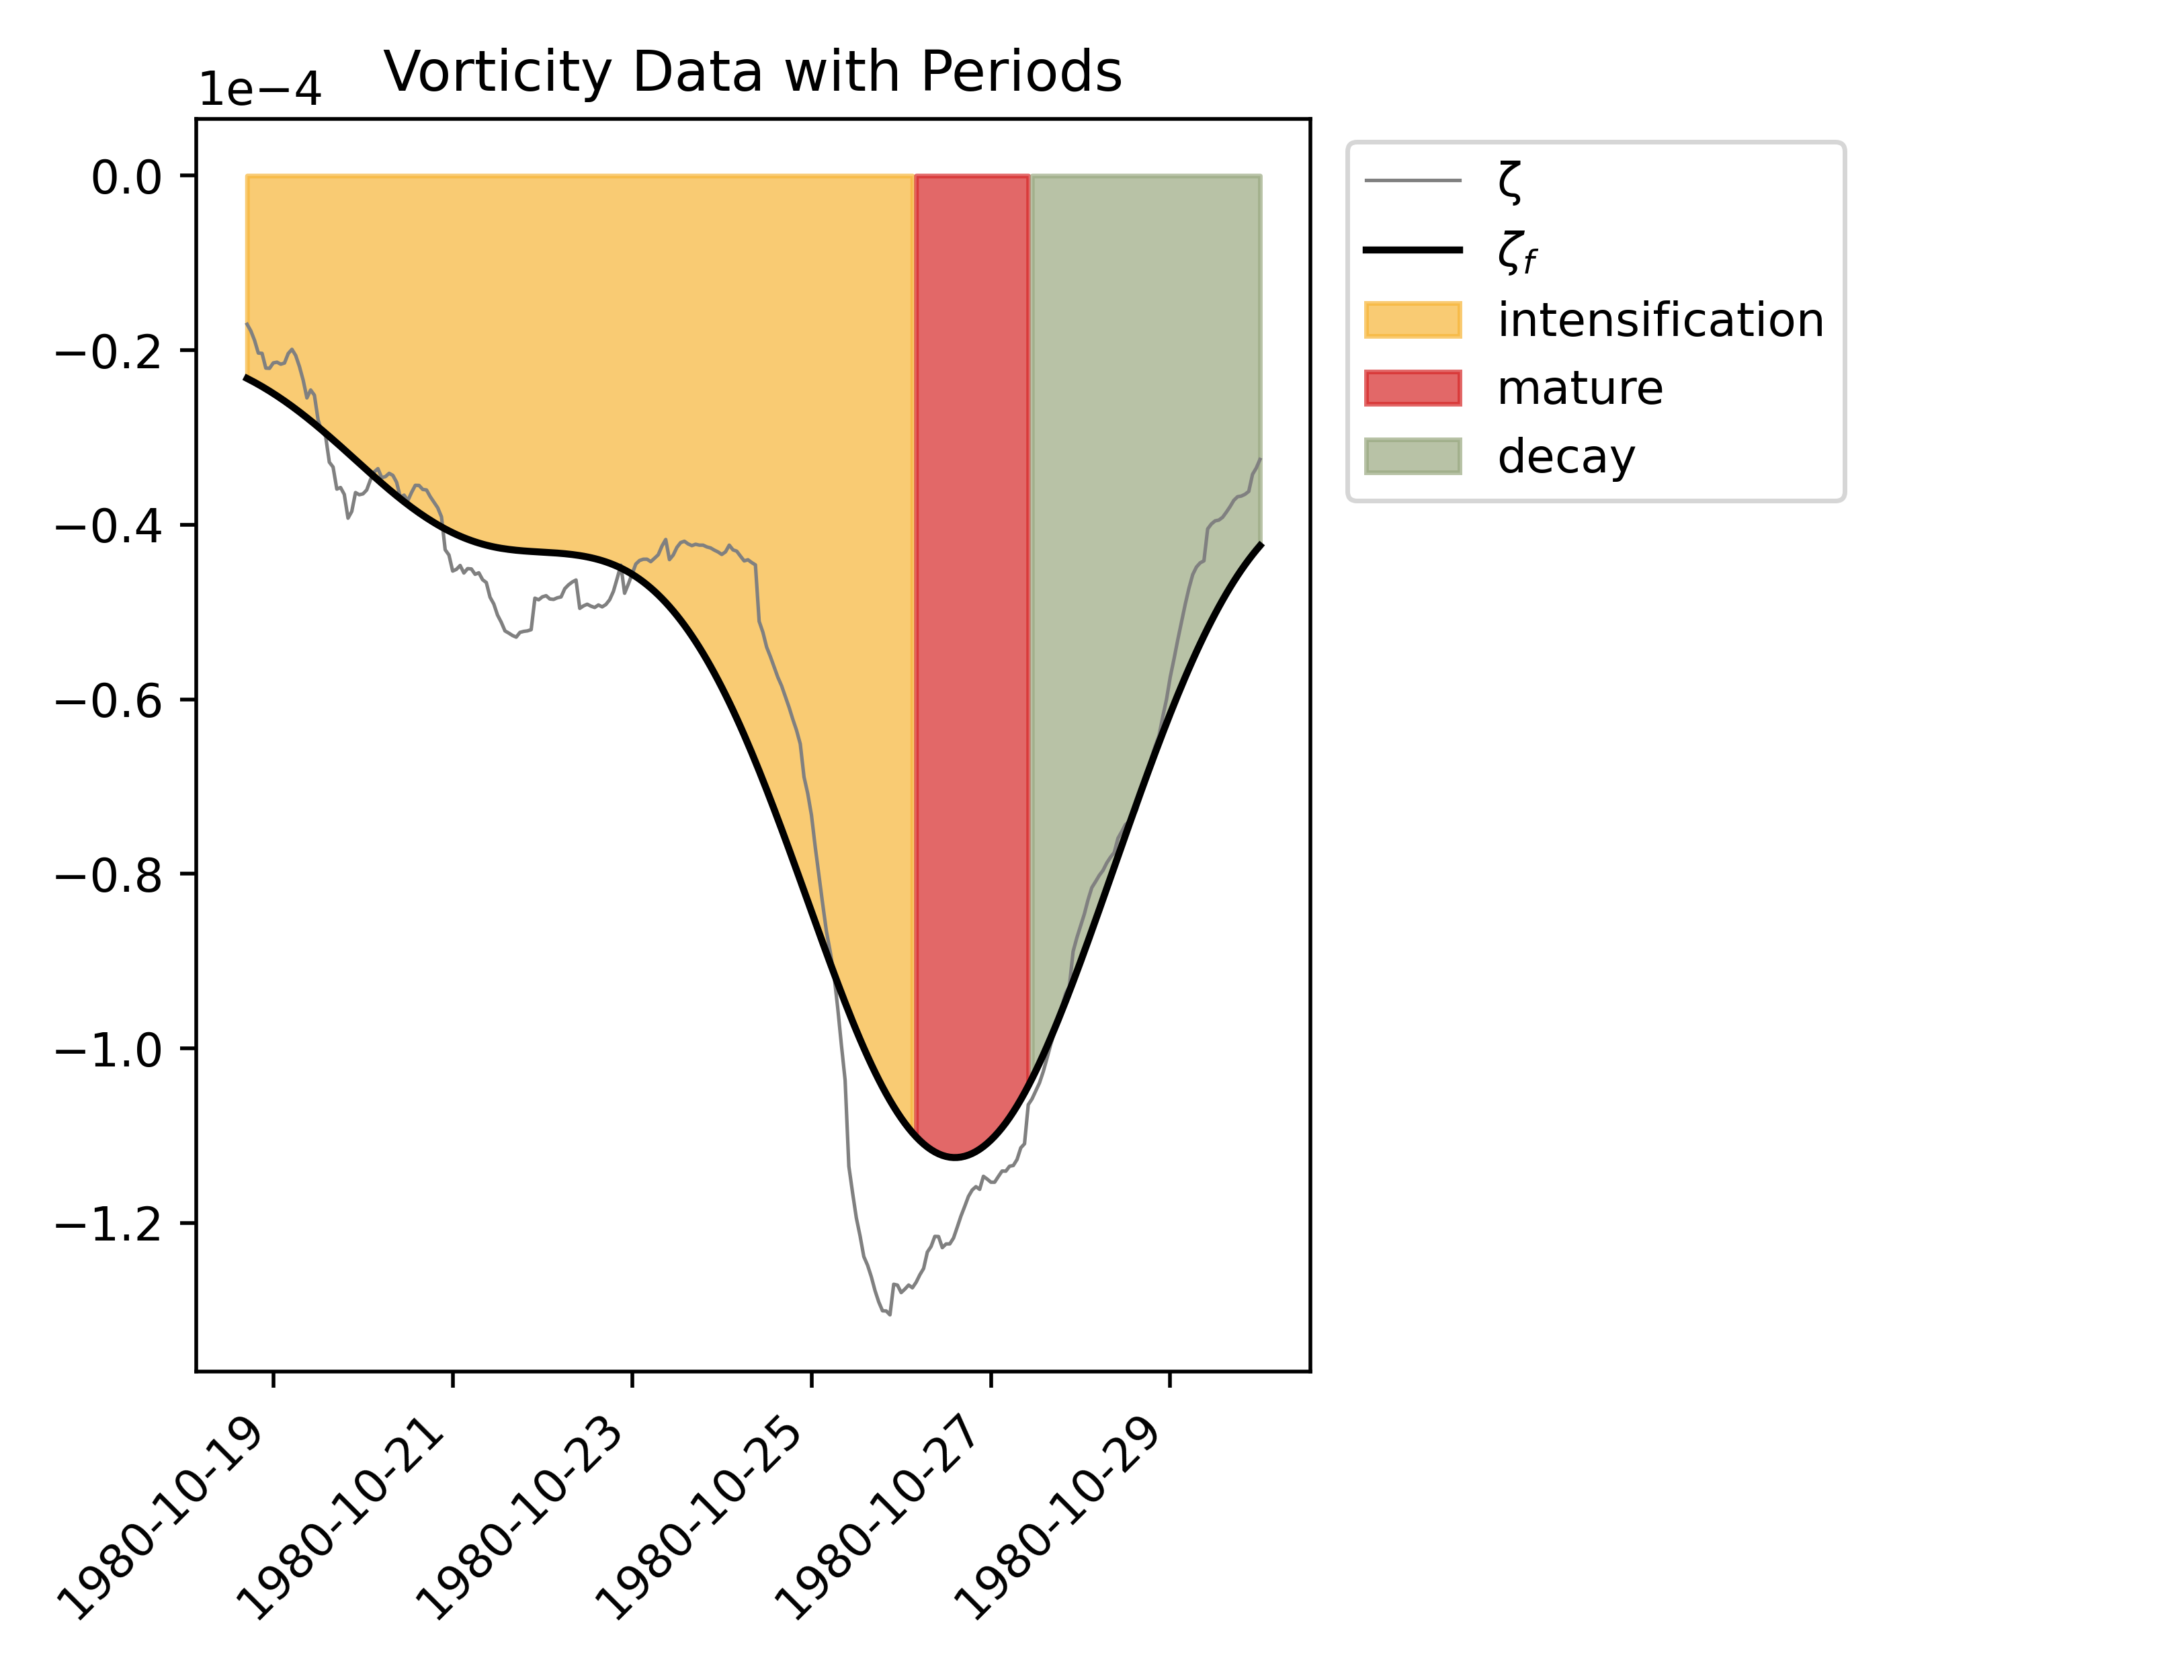 Vorticity Data with Periods
1e−4
0.0
−0.2
−0.4
−0.6
−0.8
−1.0
−1.2
1980-10-19
1980-10-21
1980-10-23
1980-10-25
1980-10-27
1980-10-29
ζ
ζf
intensification
mature
decay